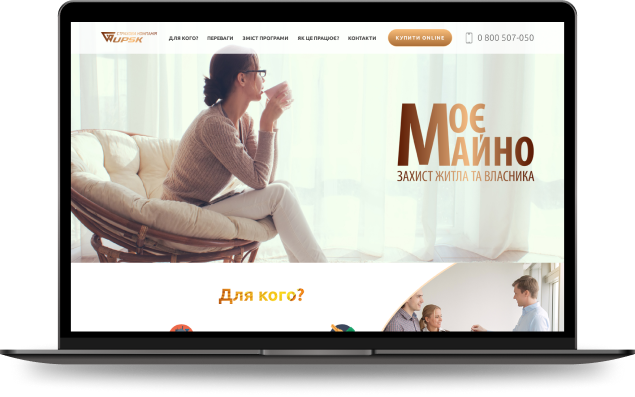 СТРАХОВА КОМПАНІЯ
UPSK
ДЛЯ КОГО? ПЕРЕВАГИ ЗМІСТ ПРОГРАМИ ЯК ЦЕ ПРАЦЮЄ? КОНТАКТИ КУПИТИ ONLINE 0 800 507-050
МОЄ
МАЙНО
ЗАХИСТ ЖИТЛА ТА ВЛАСНИКА
Для кого?